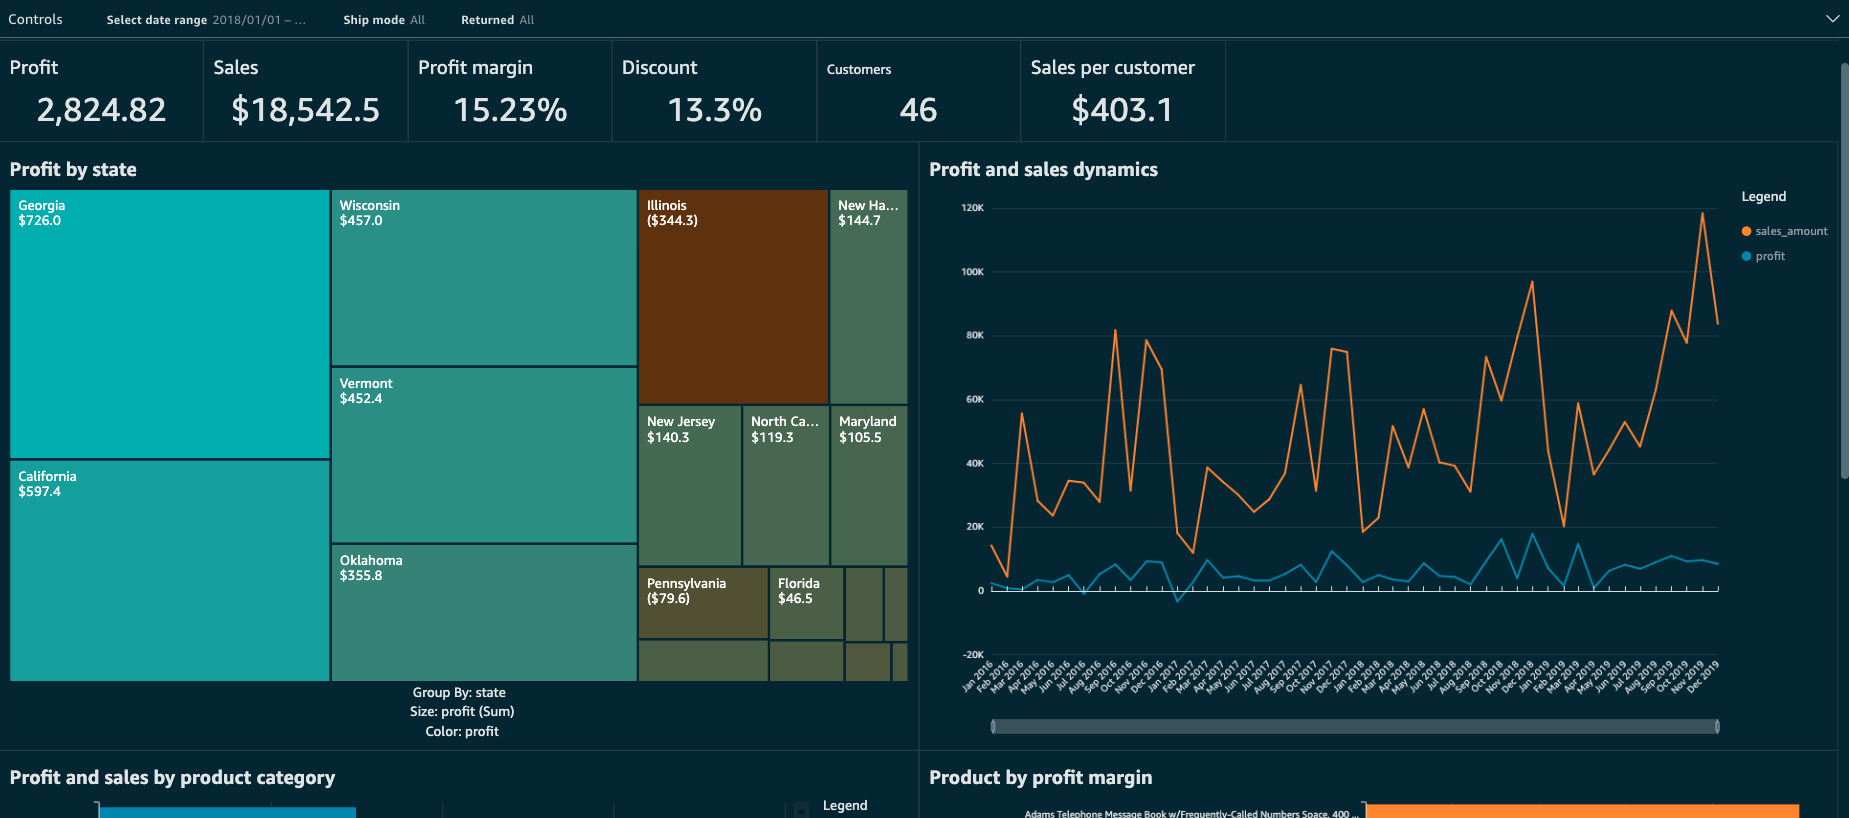 Controls
Select date range 2018/01/01 – ...
Ship mode All
Returned All
Profit
2,824.82
Sales
$18,542.5
Profit margin
15.23%
Discount
13.3%
Customers
46
Sales per customer
$403.1
Profit by state
Georgia
$726.0
California
$597.4
Wisconsin
$457.0
Vermont
$452.4
Oklahoma
$355.8
Illinois
($344.3)
New Ha...
$144.7
New Jersey
$140.3
North Ca...
$119.3
Maryland
$105.5
Pennsylvania
($79.6)
Florida
$46.5
Group By: state
Size: profit (Sum)
Color: profit
Profit and sales dynamics
120K
100K
80K
60K
40K
20K
0
-20K
Jan 2016
Feb 2016
Mar 2016
Apr 2016
May 2016
Jun 2016
Jul 2016
Aug 2016
Sep 2016
Oct 2016
Nov 2016
Dec 2016
Jan 2017
Feb 2017
Mar 2017
Apr 2017
May 2017
Jun 2017
Jul 2017
Aug 2017
Sep 2017
Oct 2017
Nov 2017
Dec 2017
Jan 2018
Feb 2018
Mar 2018
Apr 2018
May 2018
Jun 2018
Jul 2018
Aug 2018
Sep 2018
Oct 2018
Nov 2018
Dec 2018
Jan 2019
Feb 2019
Mar 2019
Apr 2019
May 2019
Jun 2019
Jul 2019
Aug 2019
Sep 2019
Oct 2019
Nov 2019
Dec 2019
Legend
sales_amount
profit
Profit and sales by product category
Legend
Product by profit margin
Adams Telephone Message Book w/Frequently-Called Numbers Space, 400 ...